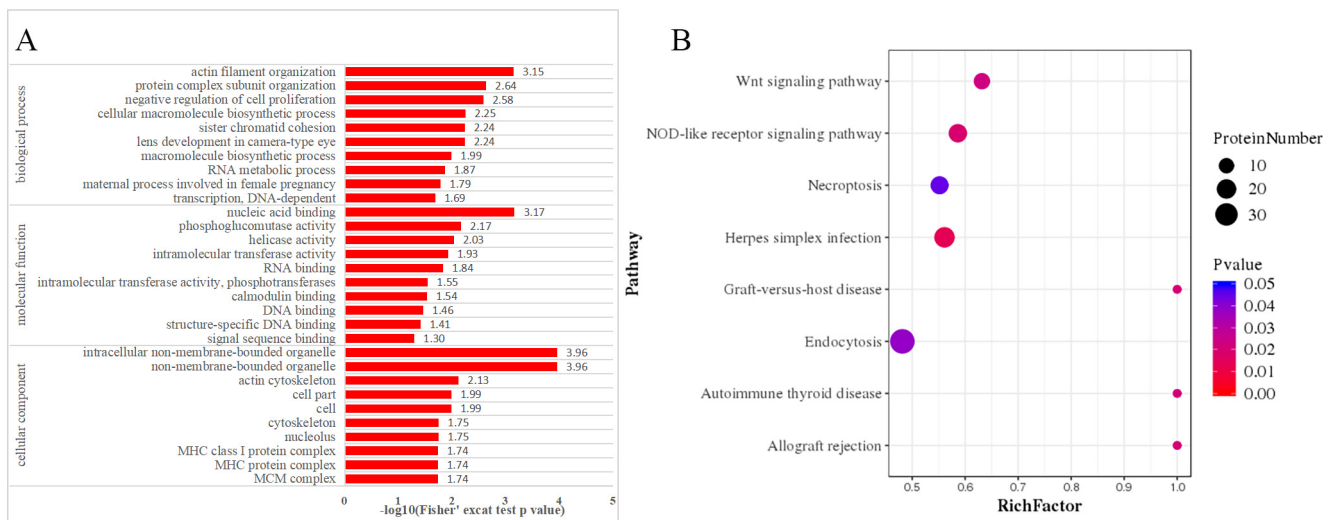 A
biological process
actin filament organization 3.15
protein complex subunit organization 2.64
negative regulation of cell proliferation 2.58
cellular macromolecule biosynthetic process 2.25
sister chromatid cohesion 2.24
lens development in camera-type eye 2.24
macromolecule biosynthetic process 1.99
RNA metabolic process 1.87
maternal process involved in female pregnancy 1.79
transcription, DNA-dependent 1.69
molecular function
nucleic acid binding 3.17
phosphoglucomutase activity 2.17
helicase activity 2.03
intramolecular transferase activity 1.93
RNA binding 1.84
intramolecular transferase activity, phosphotransferases 1.55
calmodulin binding 1.54
DNA binding 1.46
structure-specific DNA binding 1.41
signal sequence binding 1.30
cellular component
intracellular non-membrane-bounded organelle 3.96
non-membrane-bounded organelle 3.96
actin cytoskeleton 2.13
cell part 1.99
cell 1.99
cytoskeleton 1.75
nucleolus 1.75
MHC class I protein complex 1.74
MHC protein complex 1.74
MCM complex 1.74
0 1 2 3 4 5
-log10(Fisher' excat test p value)
B
Pathway
Wnt signaling pathway
NOD-like receptor signaling pathway
Necroptosis
Herpes simplex infection
Graft-versus-host disease
Endocytosis
Autoimmune thyroid disease
Allograft rejection
0.5 0.6 0.7 0.8 0.9 1.0
RichFactor
ProteinNumber
10
20
30
Pvalue
0.05
0.04
0.03
0.02
0.01
0.00